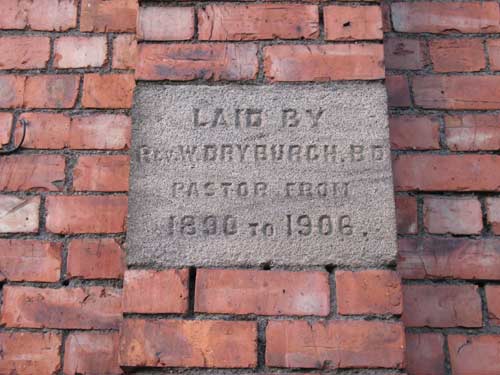 LAID BY
REV. W. DRYBURGH. B D
PASTOR FROM
1890 TO 1906.